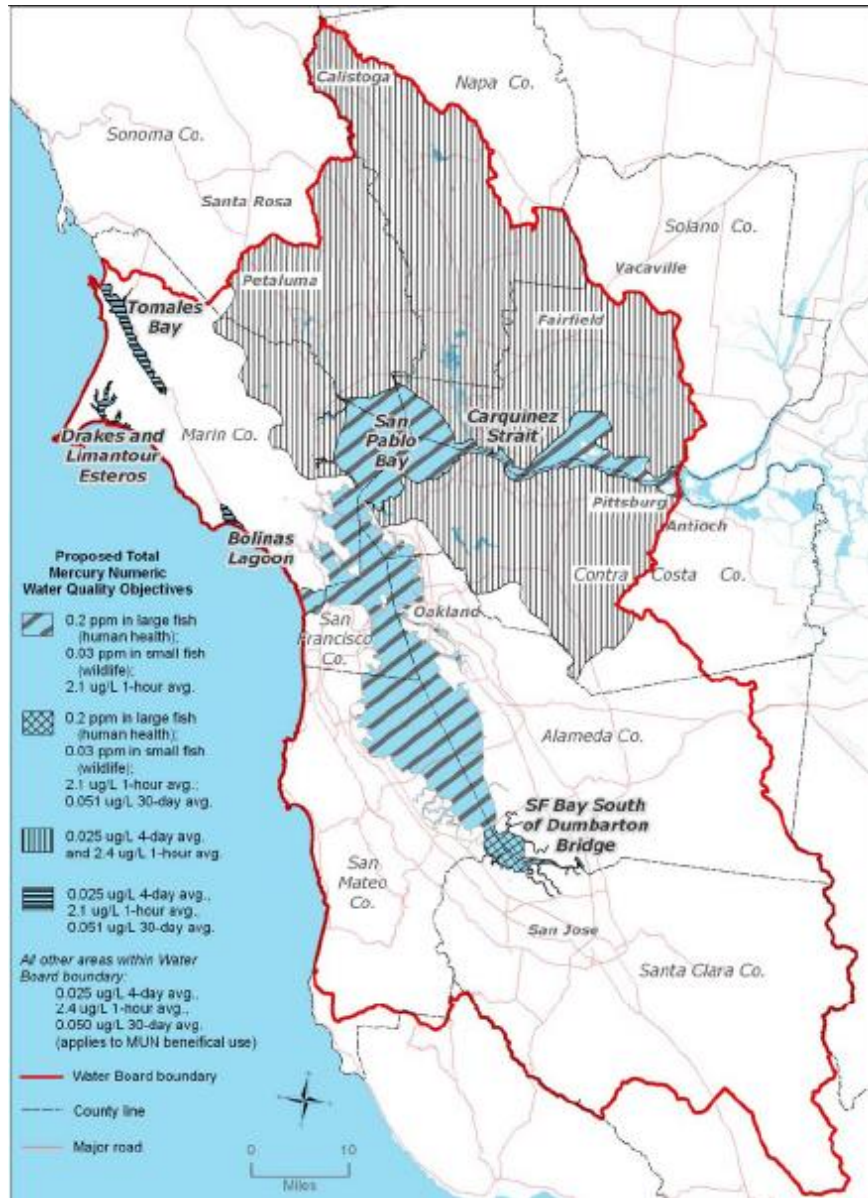 Calistoga
Napa Co.
Sonoma Co.
Santa Rosa
Solano Co.
Vacaville
Petaluma
Tomales
Bay
Fairfield
San
Pablo
Bay
Carquinez
Strait
Marin Co.
Drakes and
Limantour
Esteros
Pittsburg
Antioch
Bolinas
Lagoon
Contra Costa Co.
Oakland
San
Francisco
Co.
Alameda Co.
SF Bay South
of Dumbarton
Bridge
San
Mateo
Co.
San Jose
Santa Clara Co.
Proposed Total
Mercury Numeric
Water Quality Objectives
0.2 ppm in large fish
(human health);
0.03 ppm in small fish
(wildlife);
2.1 ug/L 1-hour avg.
0.2 ppm in large fish
(human health);
0.03 ppm in small fish
(wildlife);
2.1 ug/L 1-hour avg.;
0.051 ug/L 30-day avg.
0.025 ug/L 4-day avg.
and 2.4 ug/L 1-hour avg.
0.025 ug/L 4-day avg.,
2.1 ug/L 1-hour avg.,
0.051 ug/L 30-day avg.
All other areas within Water
Board boundary:
0.025 ug/L 4-day avg.,
2.4 ug/L 1-hour avg.,
0.050 ug/L 30-day avg.
(applies to MUN benefical use)
Water Board boundary
County line
Major road
0 10
Miles